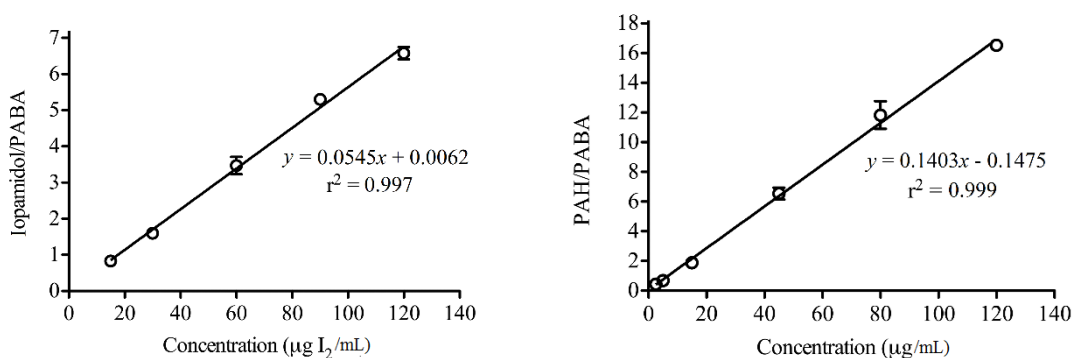 Iopamidol/PABA
7
6
5
4
3
2
1
0
y = 0.0545x + 0.0062
r² = 0.997
0 20 40 60 80 100 120 140
Concentration (μg I₂/mL)
PAH/PABA
18
16
14
12
10
8
6
4
2
0
y = 0.1403x - 0.1475
r² = 0.999
0 20 40 60 80 100 120 140
Concentration (μg/mL)